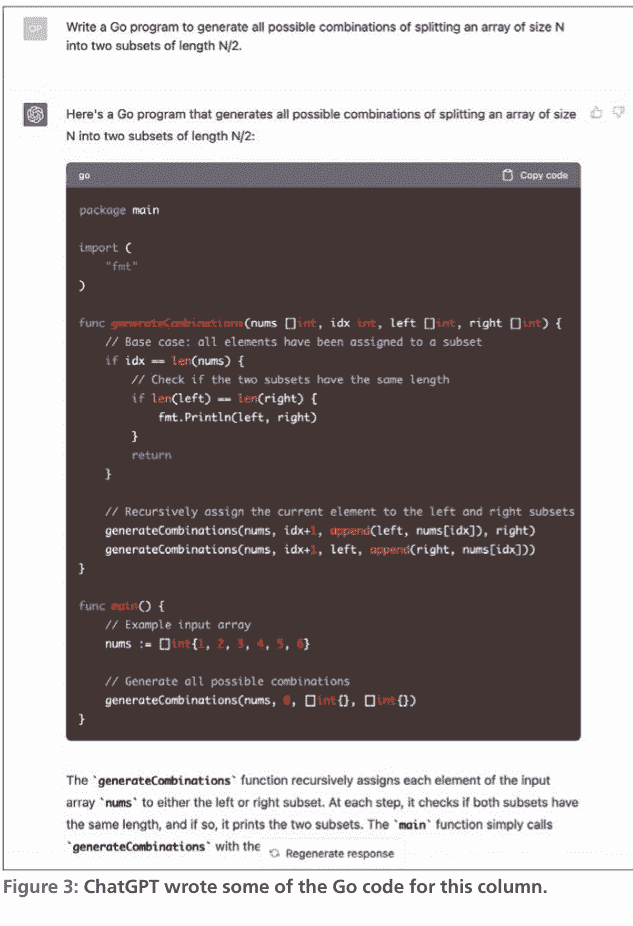 OP
Write a Go program to generate all possible combinations of splitting an array of size N
into two subsets of length N/2.
Here's a Go program that generates all possible combinations of splitting an array of size
N into two subsets of length N/2:
go
Copy code
package main
import (
"fmt"
)
func generateCombinations(nums []int, idx int, left []int, right []int) {
// Base case: all elements have been assigned to a subset
if idx == len(nums) {
// Check if the two subsets have the same length
if len(left) == len(right) {
fmt.Println(left, right)
}
return
}
// Recursively assign the current element to the left and right subsets
generateCombinations(nums, idx+1, append(left, nums[idx]), right)
generateCombinations(nums, idx+1, left, append(right, nums[idx]))
}
func main() {
// Example input array
nums := []int{1, 2, 3, 4, 5, 6}
// Generate all possible combinations
generateCombinations(nums, 0, []int{}, []int{})
}
The `generateCombinations` function recursively assigns each element of the input
array `nums` to either the left or right subset. At each step, it checks if both subsets have
the same length, and if so, it prints the two subsets. The `main` function simply calls
`generateCombinations` with the
Regenerate response
Figure 3: ChatGPT wrote some of the Go code for this column.